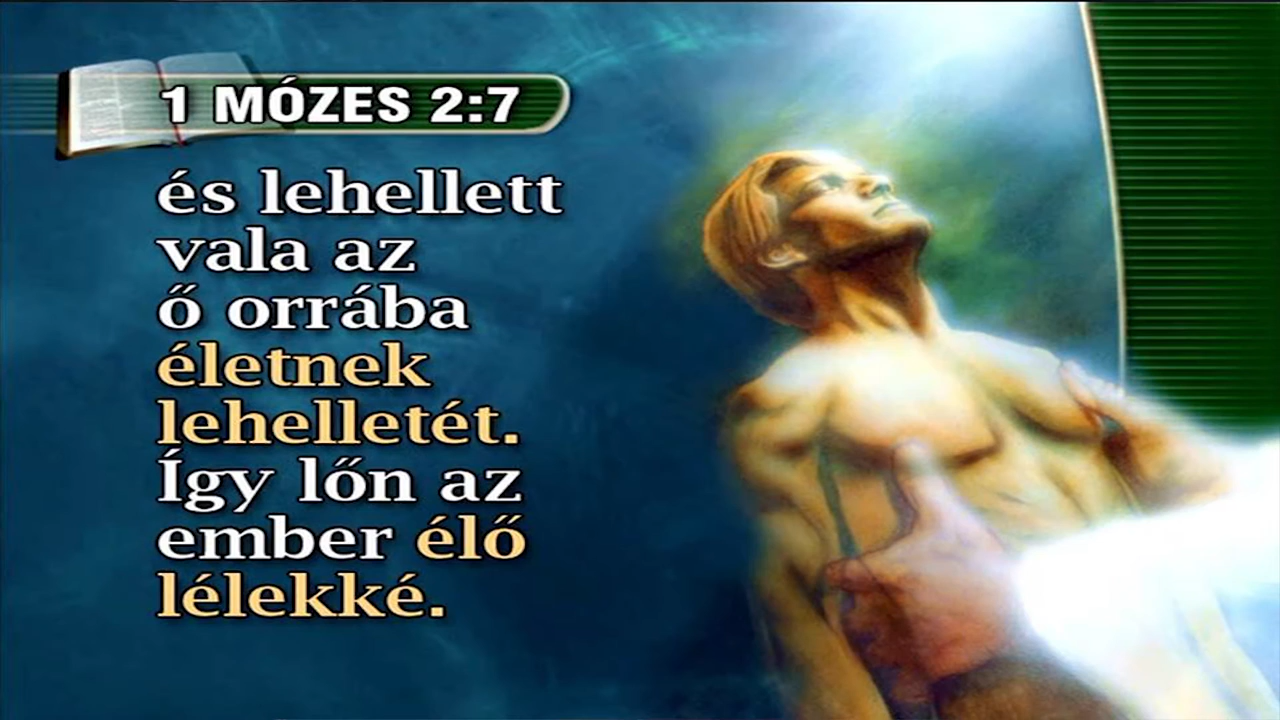 1 MÓZES 2:7
és lehellett
vala az
ő orrába
életnek
lehelletét.
Így lőn az
ember élő
lélekké.